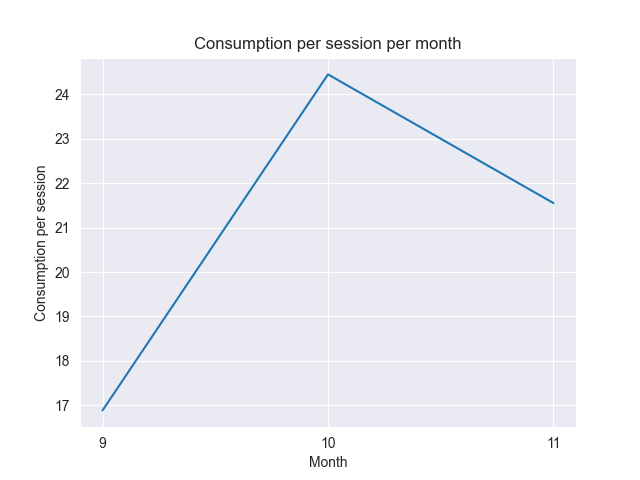 Consumption per session per month
Consumption per session
24
23
22
21
20
19
18
17
9 10 11
Month